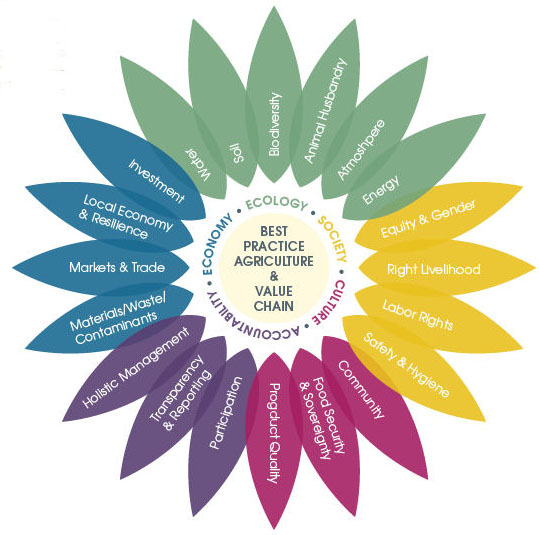 BEST
PRACTICE
AGRICULTURE
&
VALUE
CHAIN
ECONOMY • ECOLOGY • SOCIETY • CULTURE • ACCOUNTABILITY •
Water
Soil
Biodiversity
Animal Husbandry
Atmoshpere
Energy
Equity & Gender
Right Livelihood
Labor Rights
Safety & Hygiene
Community
Food Security
& Sovereignty
Progduct Quality
Participation
Transparency
& Reporting
Holistic Management
Materials/Waste/
Contaminants
Markets & Trade
Local Economy
& Resilience
Investment